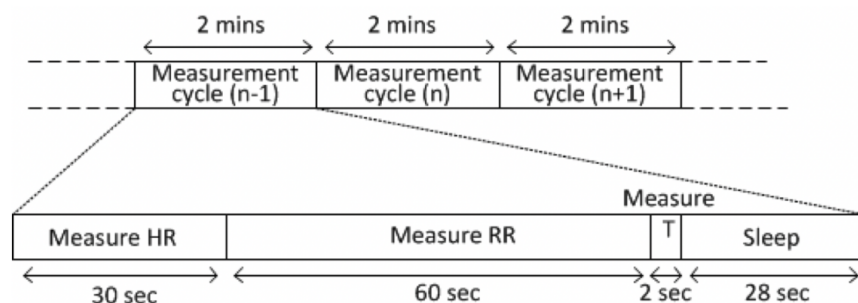 2 mins 2 mins 2 mins
Measurement Measurement Measurement
cycle (n-1) cycle (n) cycle (n+1)
Measure
Measure HR Measure RR T Sleep
30 sec 60 sec 2 sec 28 sec